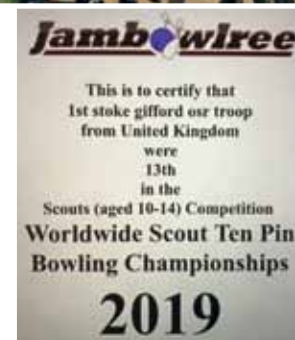 Jambowlree
This is to certify that
1st stoke gifford osr troop
from United Kingdom
were
13th
in the
Scouts (aged 10-14) Competition
Worldwide Scout Ten Pin
Bowling Championships
2019